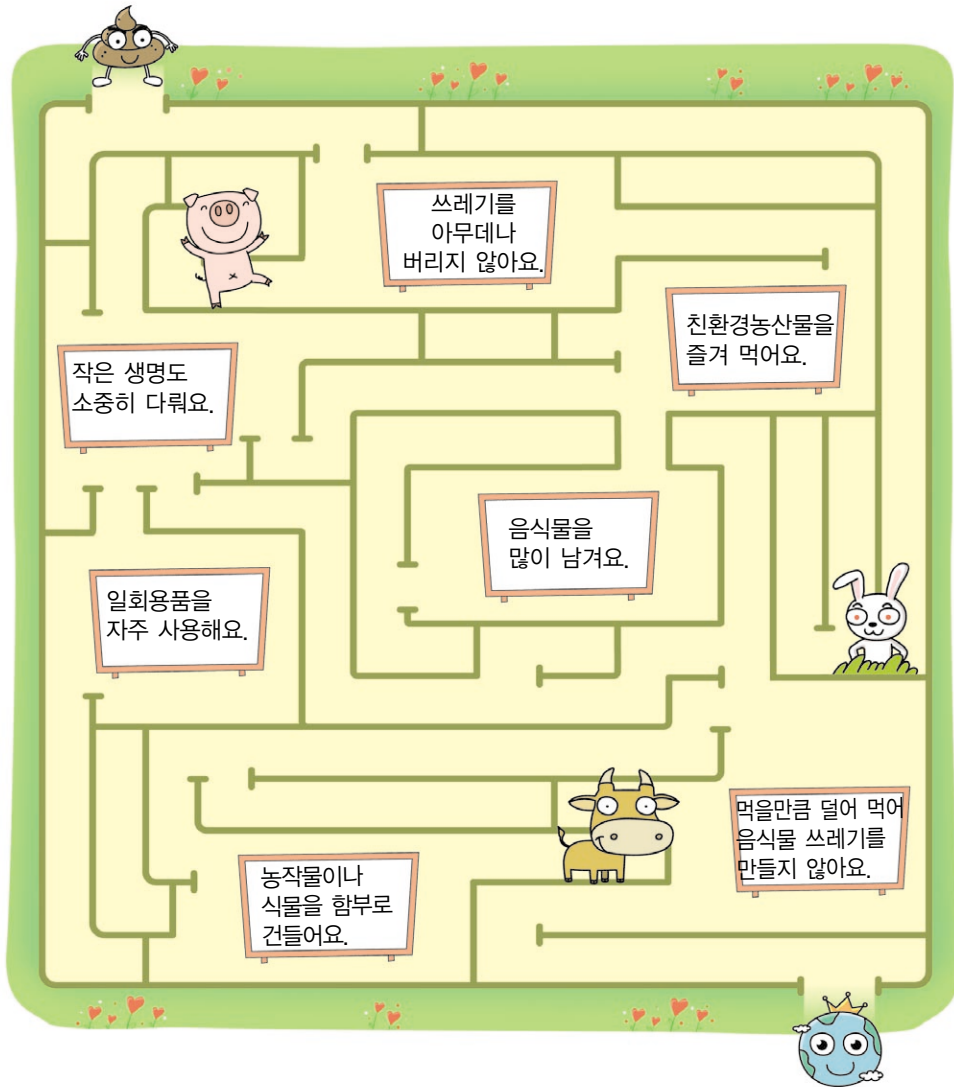 쓰레기를
아무데나
버리지 않아요.
친환경농산물을
즐겨 먹어요.
작은 생명도
소중히 다뤄요.
음식물을
많이 남겨요.
일회용품을
자주 사용해요.
먹을만큼 덜어 먹어
음식물 쓰레기를
만들지 않아요.
농작물이나
식물을 함부로
건들어요.